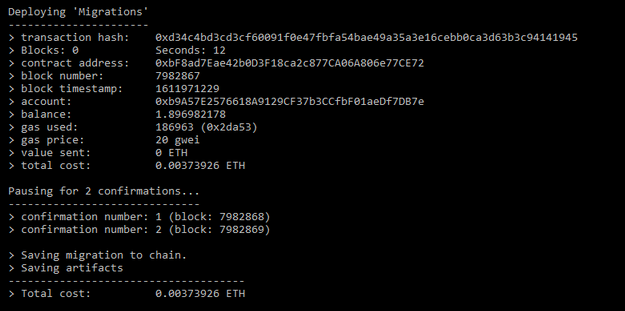 Deploying 'Migrations'
----------------------
> transaction hash:    0xd34c4bd3cd3cf60091f0e47fbfa54bae49a35a3e16cebb0ca3d63b3c94141945
> Blocks: 0            Seconds: 12
> contract address:    0xbF8ad7Eae42b0D3F18ca2c877CA06A806e77CE72
> block number:        7982867
> block timestamp:     1611971229
> account:             0xb9A57E2576618A9129CF37b3CCfbF01aeDf7DB7e
> balance:             1.896982178
> gas used:            186963 (0x2da53)
> gas price:           20 gwei
> value sent:          0 ETH
> total cost:          0.00373926 ETH

Pausing for 2 confirmations...
------------------------------
> confirmation number: 1 (block: 7982868)
> confirmation number: 2 (block: 7982869)

> Saving migration to chain.
> Saving artifacts
-------------------------------------
> Total cost:          0.00373926 ETH